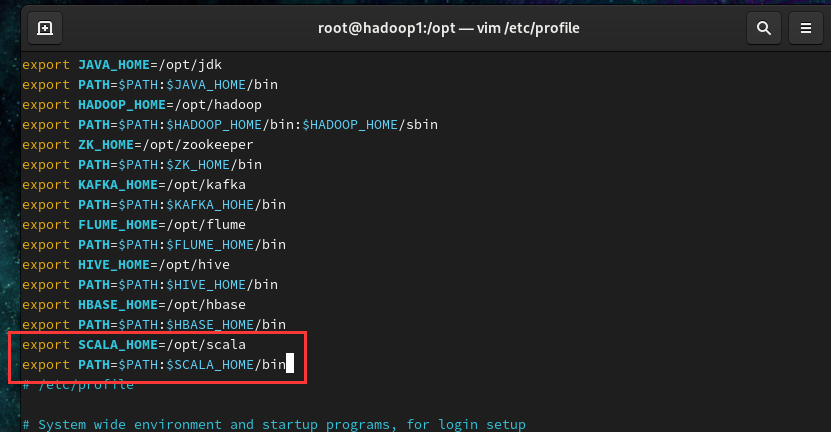 root@hadoop1:/opt — vim /etc/profile
export JAVA_HOME=/opt/jdk
export PATH=$PATH:$JAVA_HOME/bin
export HADOOP_HOME=/opt/hadoop
export PATH=$PATH:$HADOOP_HOME/bin:$HADOOP_HOME/sbin
export ZK_HOME=/opt/zookeeper
export PATH=$PATH:$ZK_HOME/bin
export KAFKA_HOME=/opt/kafka
export PATH=$PATH:$KAFKA_HOHE/bin
export FLUME_HOME=/opt/flume
export PATH=$PATH:$FLUME_HOME/bin
export HIVE_HOME=/opt/hive
export PATH=$PATH:$HIVE_HOME/bin
export HBASE_HOME=/opt/hbase
export PATH=$PATH:$HBASE_HOME/bin
export SCALA_HOME=/opt/scala
export PATH=$PATH:$SCALA_HOME/bin
# /etc/profile
# System wide environment and startup programs, for login setup